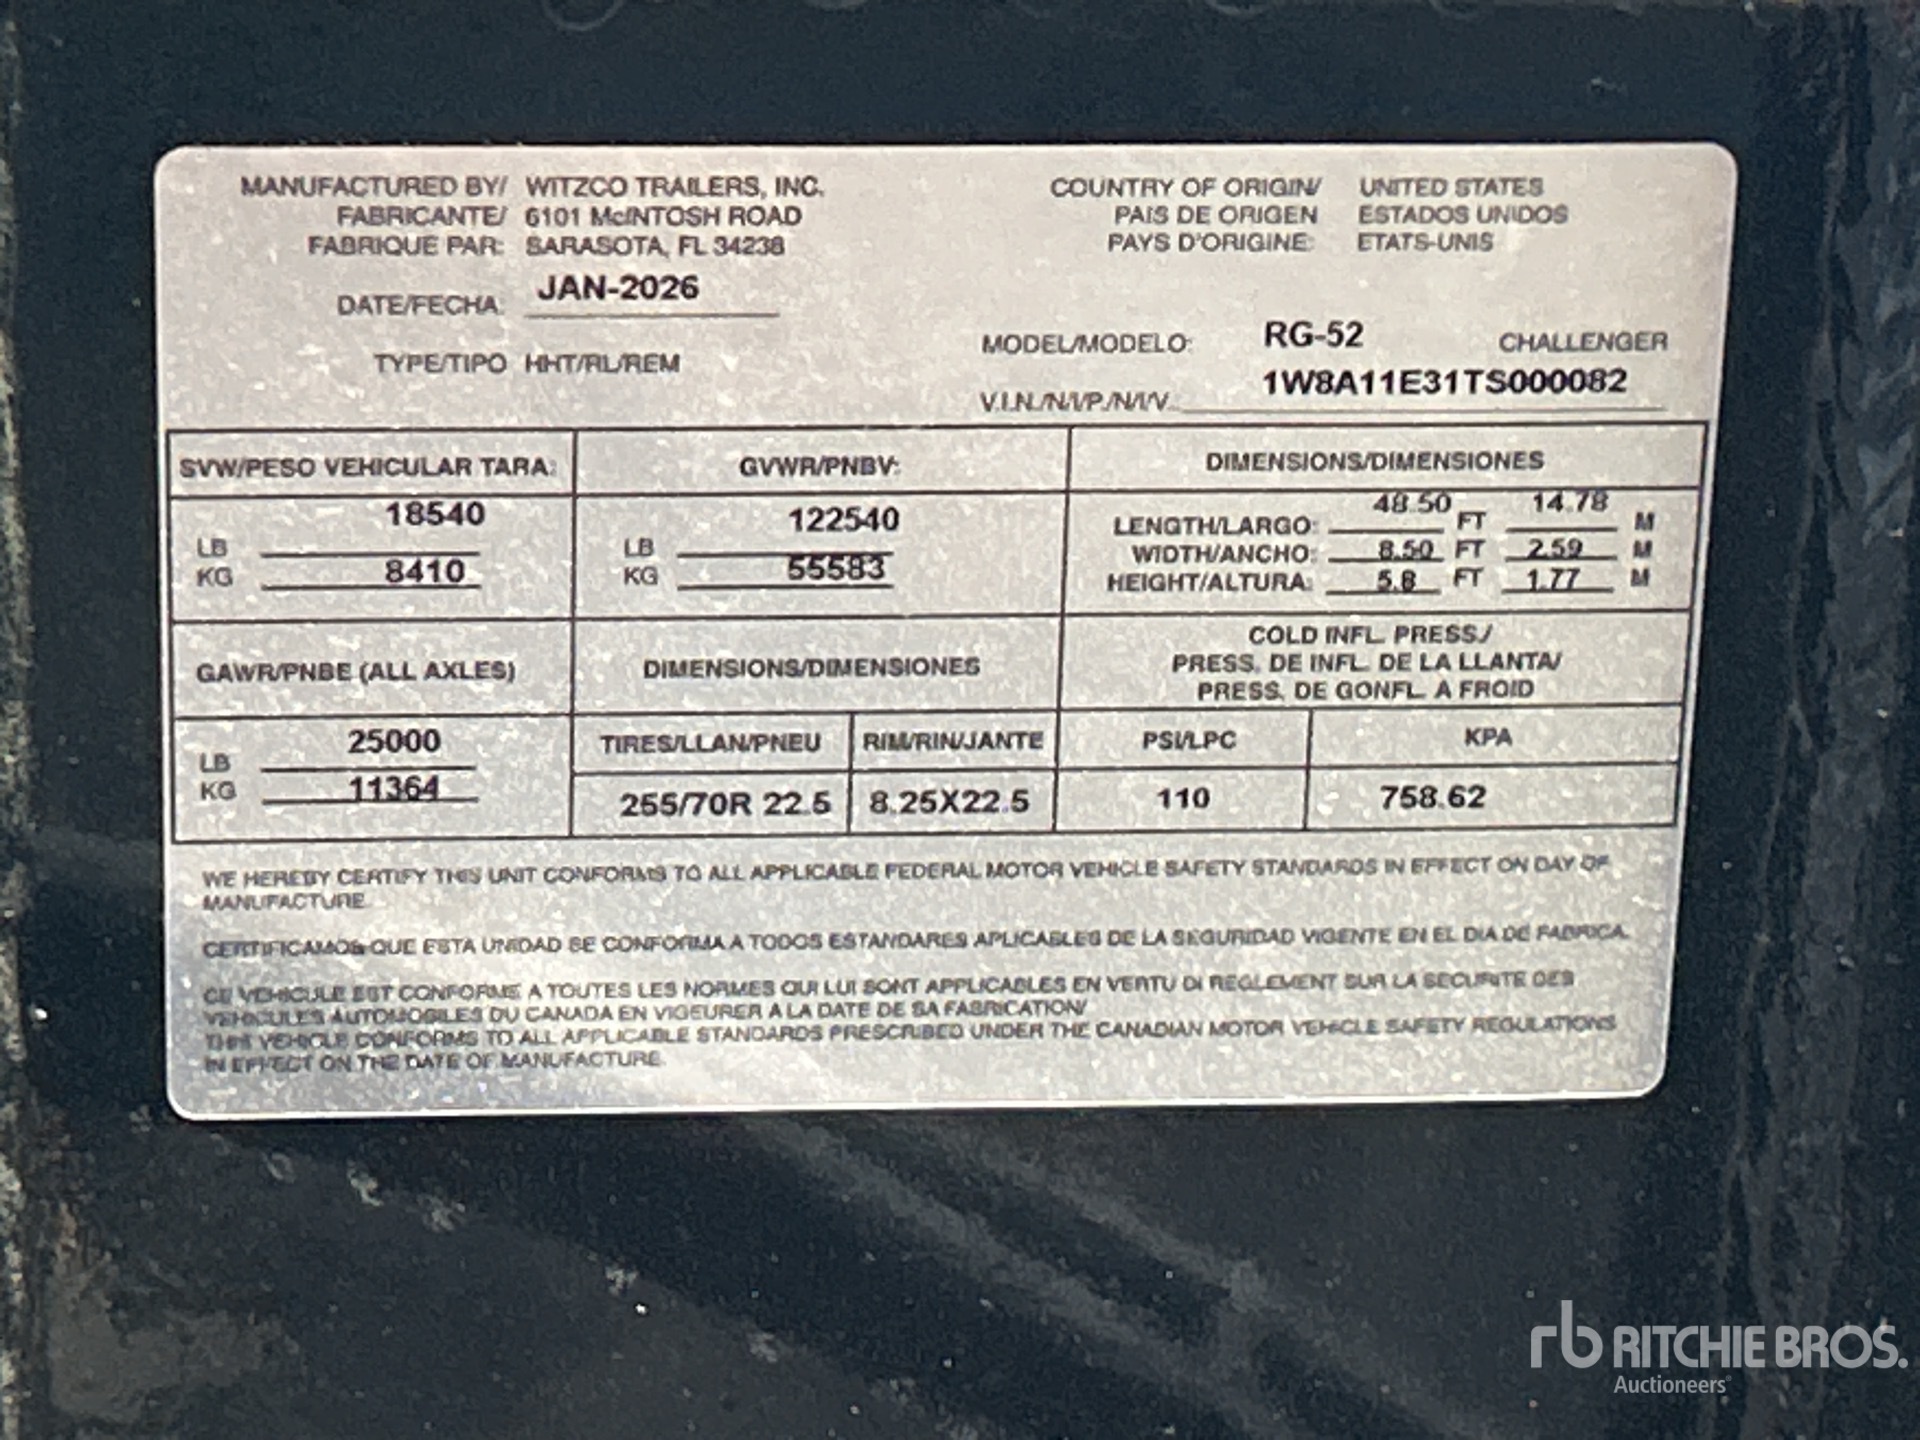 MANUFACTURED BY/ WITZCO TRAILERS, INC.
FABRICANTE/ 6101 McINTOSH ROAD
FABRIQUE PAR: SARASOTA, FL 34238
COUNTRY OF ORIGIN/ UNITED STATES
PAIS DE ORIGEN ESTADOS UNIDOS
PAYS D'ORIGINE: ETATS-UNIS
DATE/FECHA: JAN-2026
TYPE/TIPO HHT/RL/REM
MODEL/MODELO: RG-52 CHALLENGER
V.I.N./N/I/P./N/I/V. 1W8A11E31TS000082
SVW/PESO VEHICULAR TARA: GVWR/PNBV: DIMENSIONS/DIMENSIONES
LB 18540
KG 8410
LB 122540
KG 55583
LENGTH/LARGO: 48.50 FT 14.78 M
WIDTH/ANCHO: 8.50 FT 2.59 M
HEIGHT/ALTURA: 5.8 FT 1.77 M
GAWR/PNBE (ALL AXLES) DIMENSIONS/DIMENSIONES
COLD INFL. PRESS./
PRESS. DE INFL. DE LA LLANTA/
PRESS. DE GONFL. A FROID
LB 25000
KG 11364
TIRES/LLAN/PNEU RIM/RIN/JANTE PSI/LPC KPA
255/70R 22.5 8.25X22.5 110 758.62
WE HEREBY CERTIFY THIS UNIT CONFORMS TO ALL APPLICABLE FEDERAL MOTOR VEHICLE SAFETY STANDARDS IN EFFECT ON DAY OF
MANUFACTURE
CERTIFICAMOS QUE ESTA UNIDAD SE CONFORMA A TODOS ESTANDARES APLICABLES DE LA SEGURIDAD VIGENTE EN EL DIA DE FABRICA.
CE VEHICULE EST CONFORME A TOUTES LES NORMES QUI LUI SONT APPLICABLES EN VERTU DI REGLEMENT SUR LA SECURITE DES
VEHICULES AUTOMOBILES DU CANADA EN VIGEURER A LA DATE DE SA FABRICATION/
THIS VEHICLE CONFORMS TO ALL APPLICABLE STANDARDS PRESCRIBED UNDER THE CANADIAN MOTOR VEHICLE SAFETY REGULATIONS
IN EFFECT ON THE DATE OF MANUFACTURE.
rb RITCHIE BROS.
Auctioneers